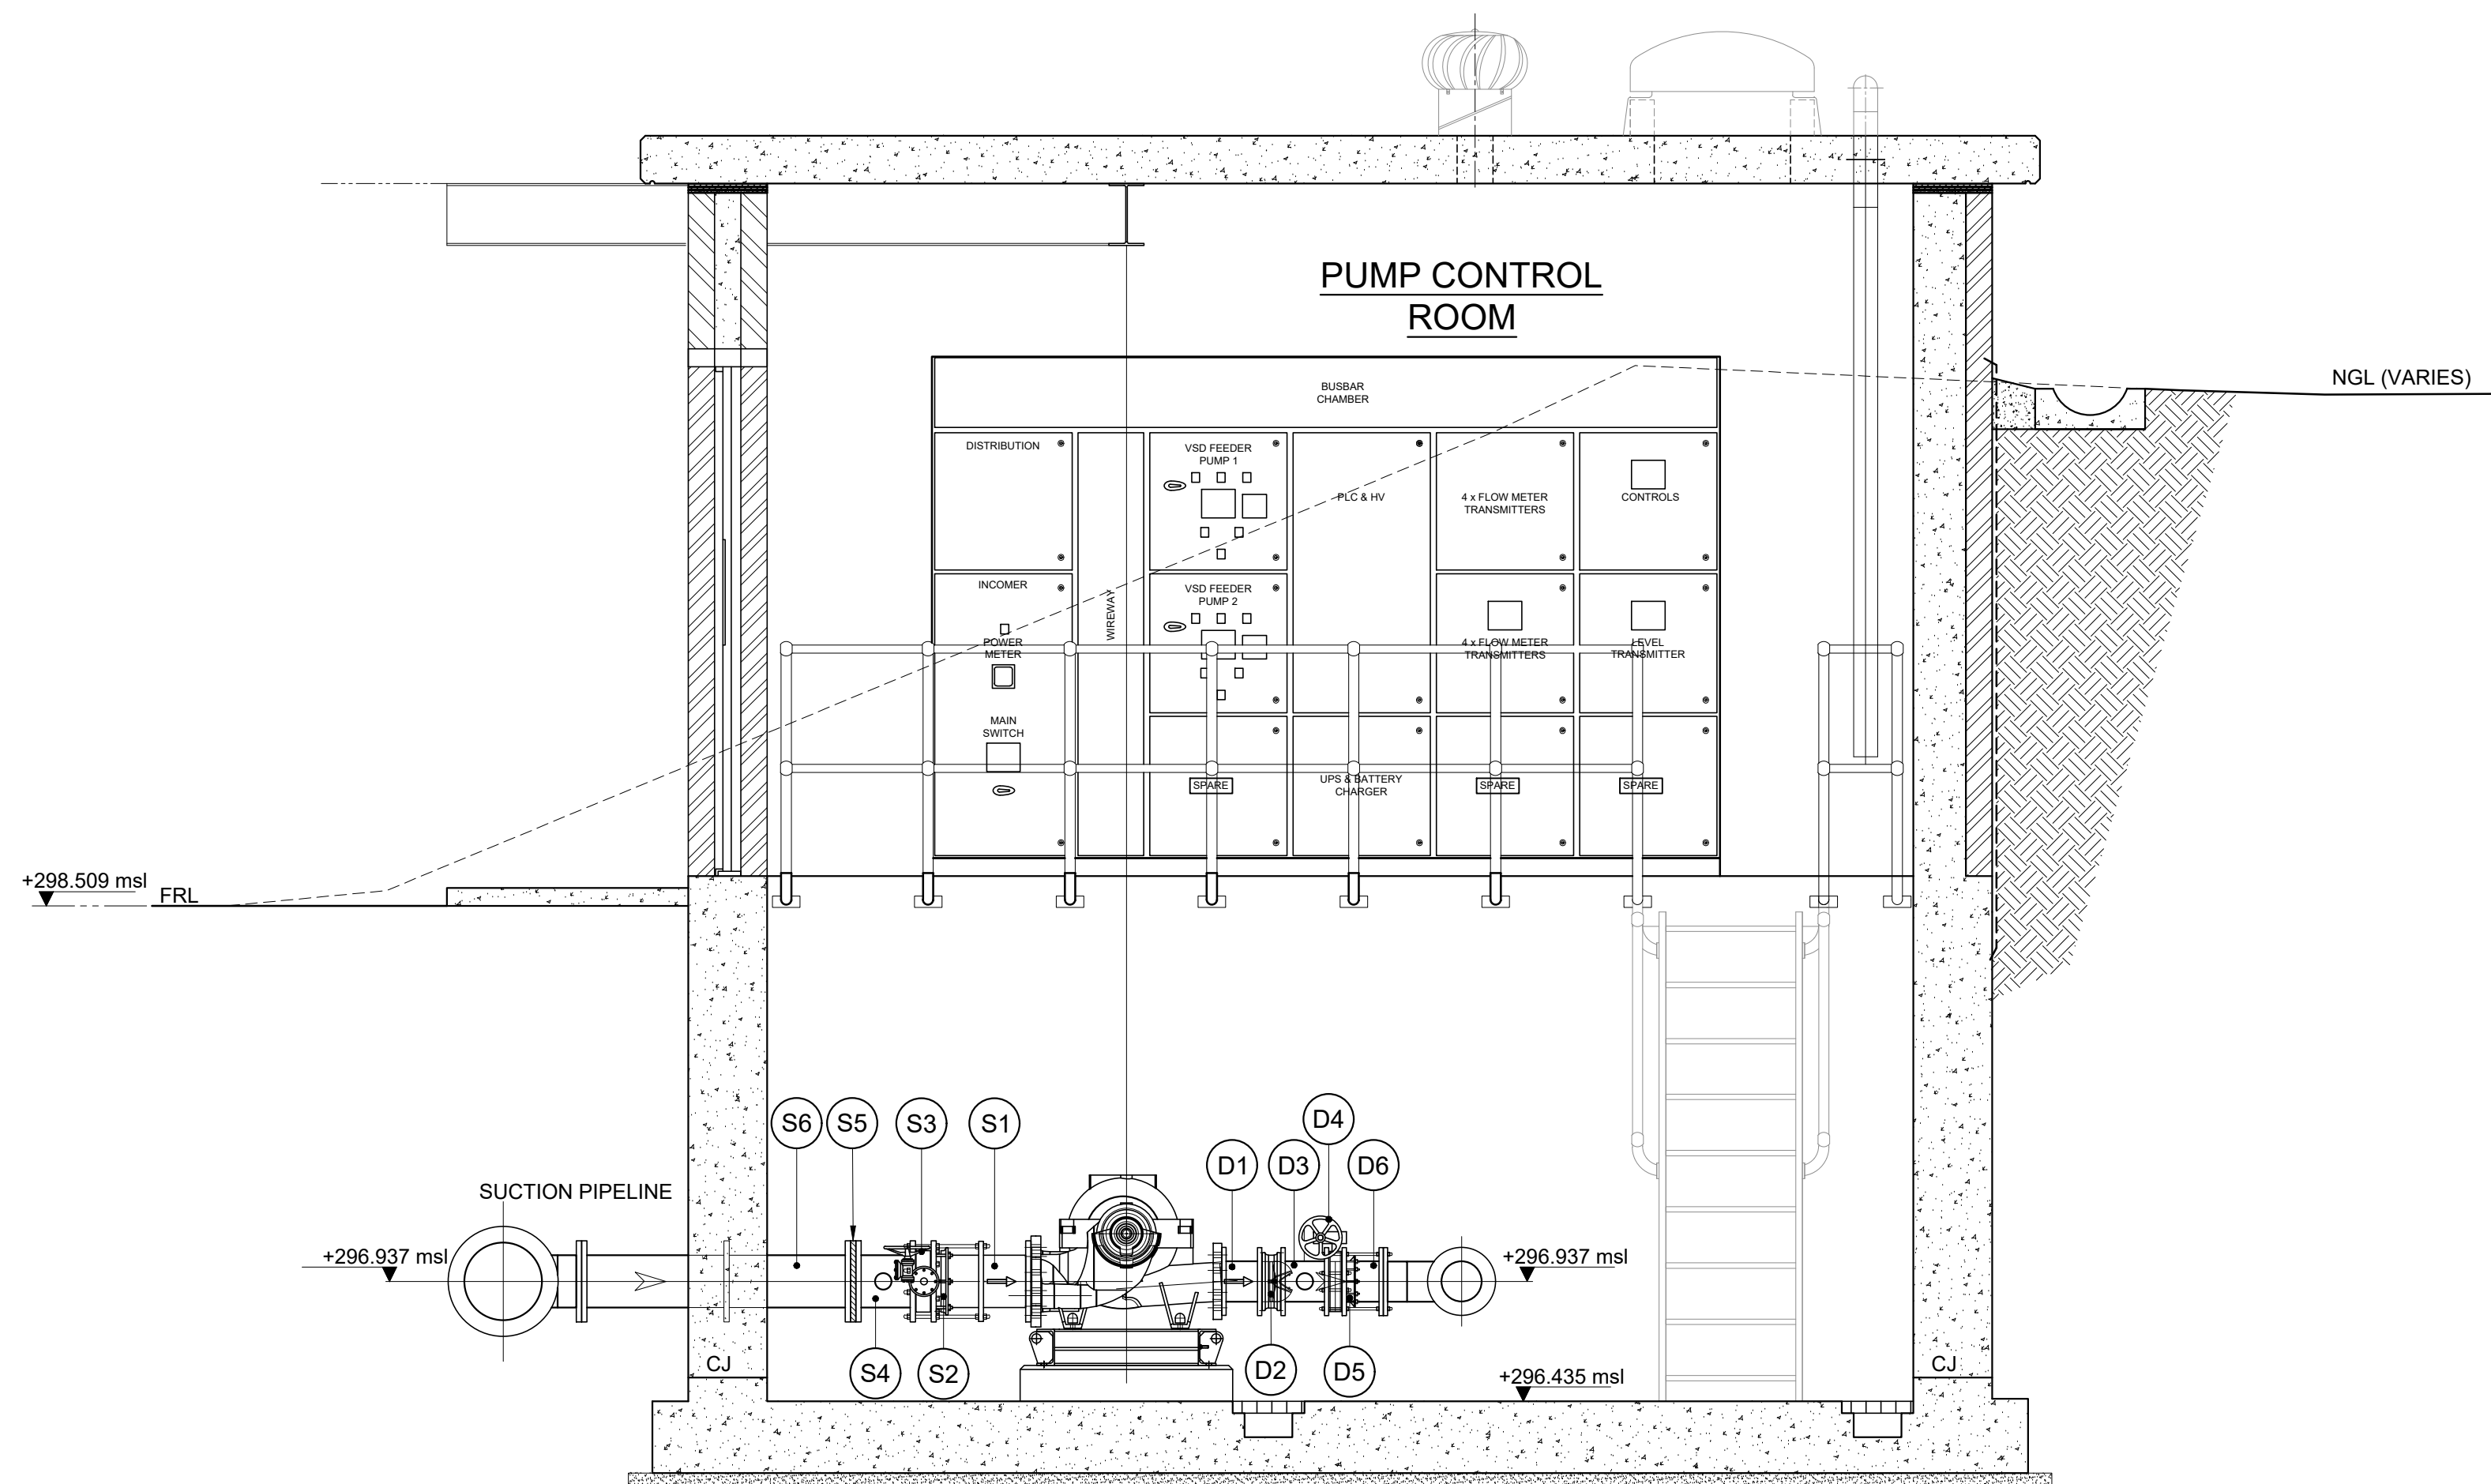 PUMP CONTROL
ROOM
BUSBAR
CHAMBER
NGL (VARIES)
DISTRIBUTION
VSD FEEDER
PUMP 1
PLC & HV
4 x FLOW METER
TRANSMITTERS
CONTROLS
INCOMER
POWER
METER
MAIN
SWITCH
WIREWAY
VSD FEEDER
PUMP 2
4 x FLOW METER
TRANSMITTERS
LEVEL
TRANSMITTER
SPARE
UPS & BATTERY
CHARGER
SPARE
SPARE
+298.509 msl
FRL
S6
S5
S3
S1
D1
D3
D4
D6
SUCTION PIPELINE
+296.937 msl
+296.937 msl
S4
S2
D2
D5
CJ
CJ
+296.435 msl